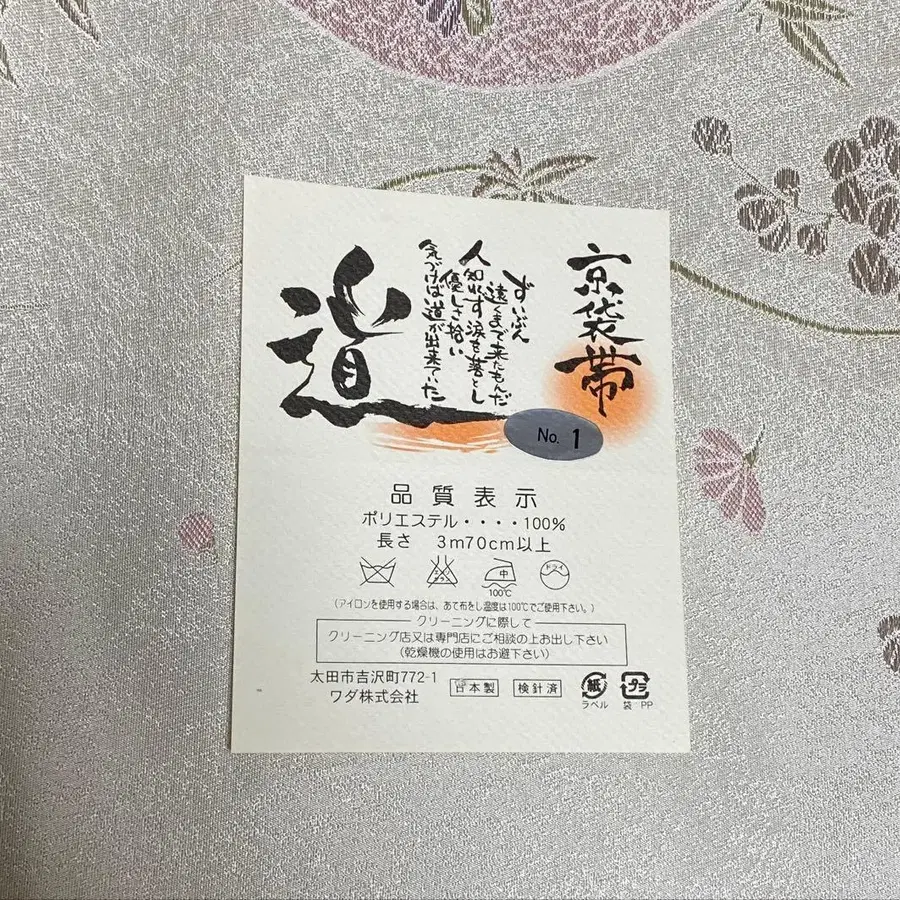 京袋帯
ずいぶん
遠くまで来たもんだ
人知れず涙を落とし
優しさ拾い
気づけば道が出来ていた
道
No. 1
品質表示
ポリエステル・・・・100%
長さ 3m70cm以上
エンソサラシ
中
100℃
ドライ
(アイロンを使用する場合は、あて布をし温度は100℃でご使用下さい。)
クリーニングに際して
クリーニング店又は専門店にご相談の上お出し下さい
(乾燥機の使用はお避下さい)
太田市吉沢町772-1
ワダ株式会社
日本製
検針済
紙
ラベル
プラ
袋 PP